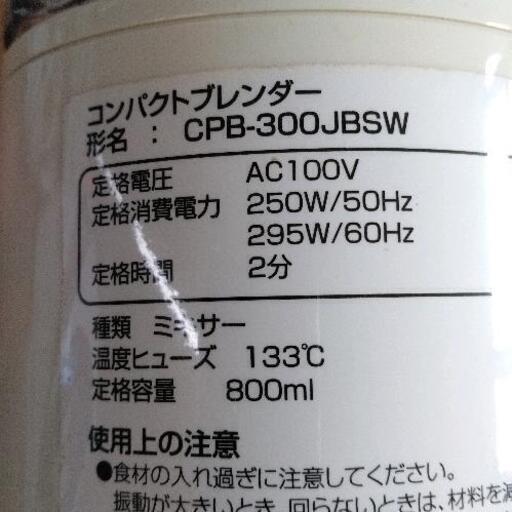 コンパクトブレンダー
形名 : CPB-300JBSW
定格電圧 AC100V
定格消費電力 250W/50Hz
295W/60Hz
定格時間 2分
種類 ミキサー
温度ヒューズ 133℃
定格容量 800ml
使用上の注意
●食材の入れ過ぎに注意してください。
振動が大きいとき、回らないときは、材料を減